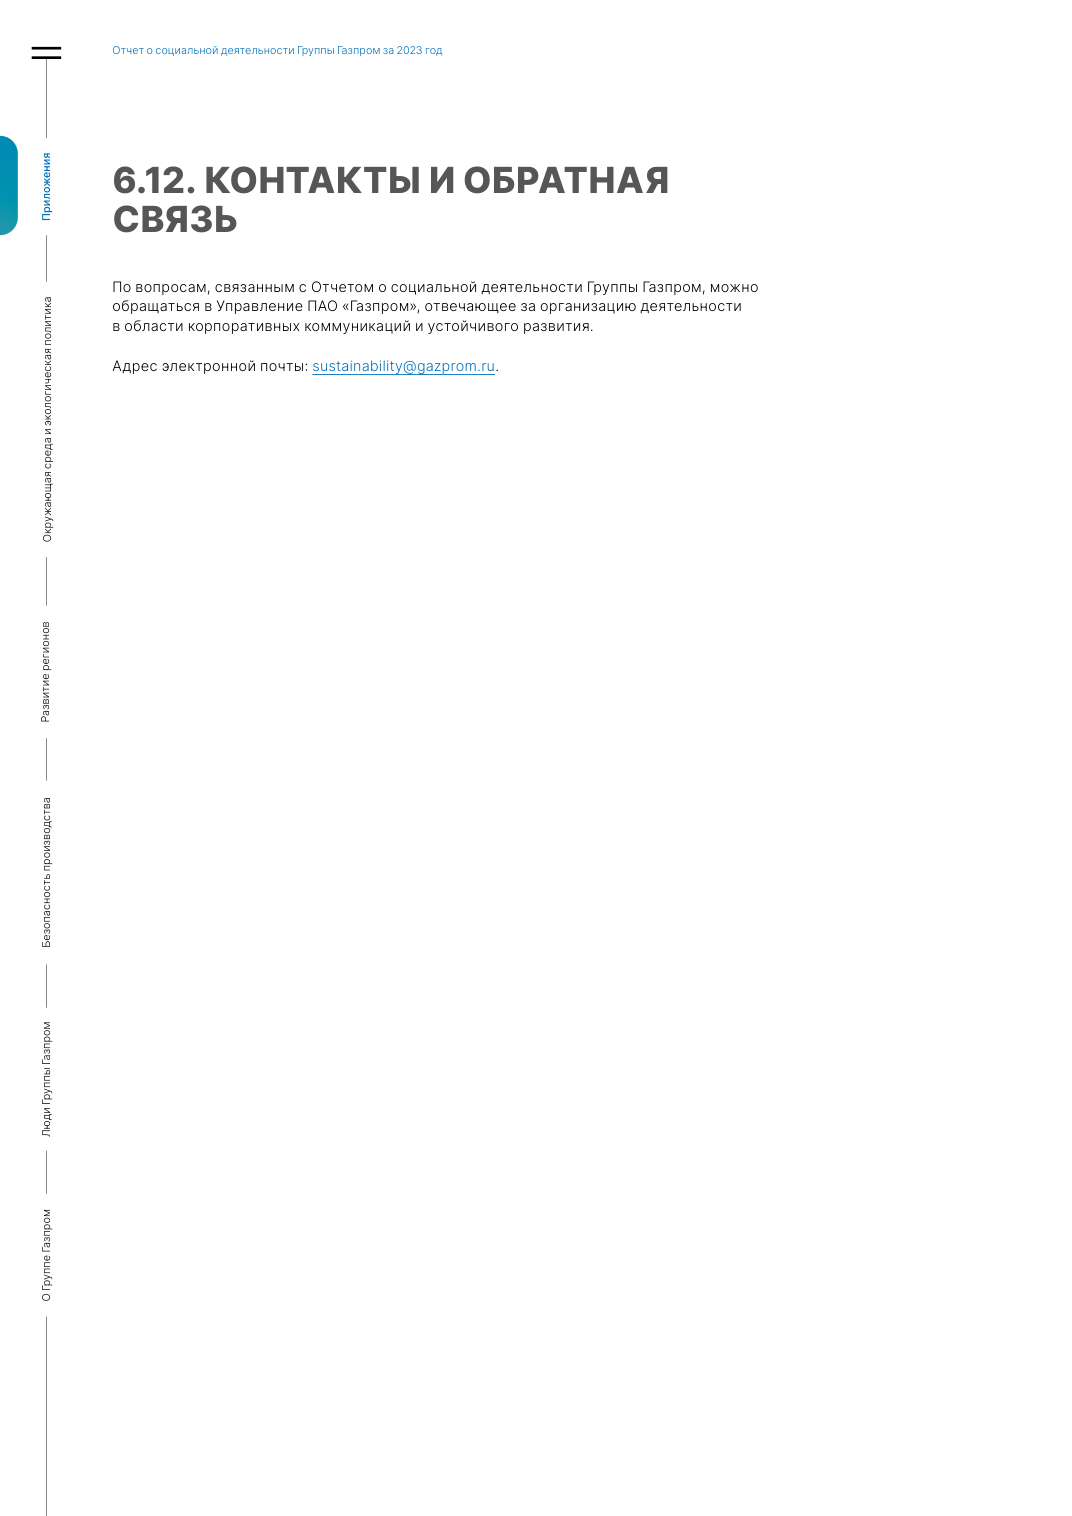 Отчет о социальной деятельности Группы Газпром за 2023 год
6.12. КОНТАКТЫ И ОБРАТНАЯ
СВЯЗЬ
По вопросам, связанным с Отчетом о социальной деятельности Группы Газпром, можно
обращаться в Управление ПАО «Газпром», отвечающее за организацию деятельности
в области корпоративных коммуникаций и устойчивого развития.
Адрес электронной почты: sustainability@gazprom.ru.
Приложения
Окружающая среда и экологическая политика
Развитие регионов
Безопасность производства
Люди Группы Газпром
О Группе Газпром